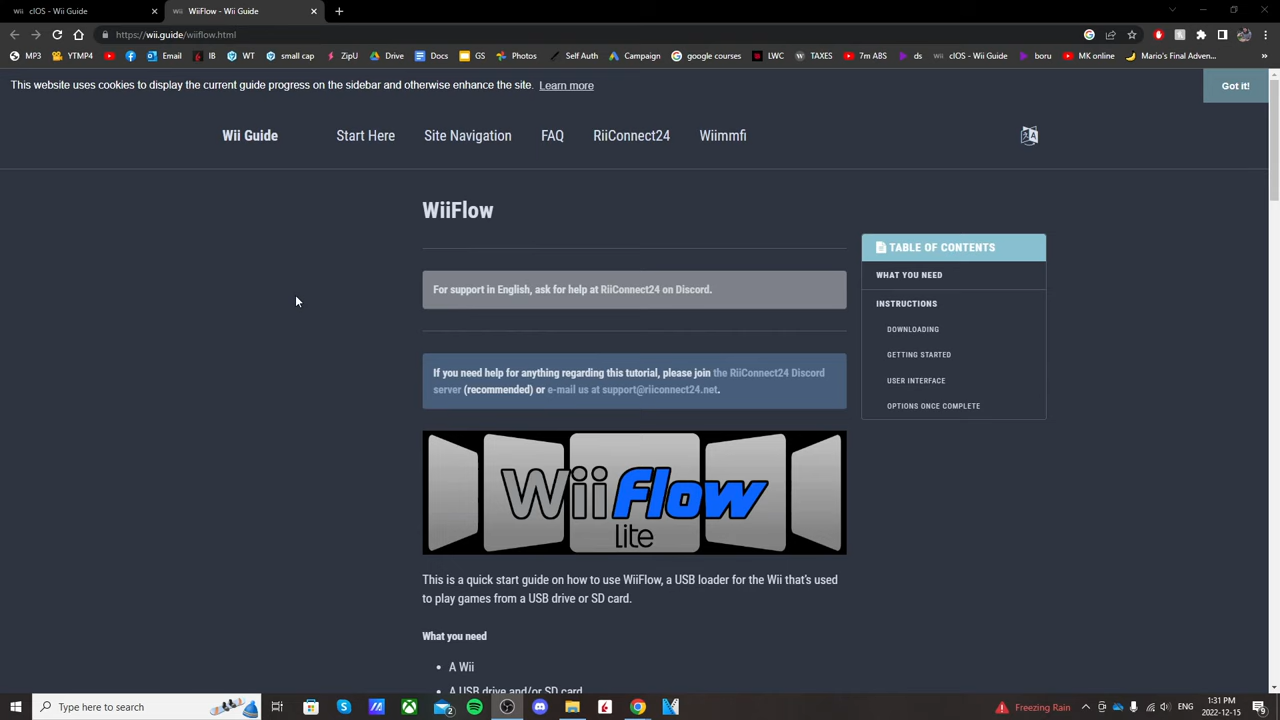 cIOS - Wii Guide
WiiFlow - Wii Guide
https://wii.guide/wiiflow.html
MP3
YTMP4
Email
IB
WT
small cap
ZipU
Drive
Docs
GS
Photos
Self Auth
Campaign
google courses
LWC
TAXES
7m ABS
ds
cIOS - Wii Guide
boru
MK online
Mario's Final Adven...
This website uses cookies to display the current guide progress on the sidebar and otherwise enhance the site. Learn more
Got it!
Wii Guide
Start Here
Site Navigation
FAQ
RiiConnect24
Wiimmfi
WiiFlow
For support in English, ask for help at RiiConnect24 on Discord.
If you need help for anything regarding this tutorial, please join the RiiConnect24 Discord
server (recommended) or e-mail us at support@riiconnect24.net.
WiiFlow
lite
This is a quick start guide on how to use WiiFlow, a USB loader for the Wii that's used
to play games from a USB drive or SD card.
What you need
A Wii
A USB drive and/or SD card
TABLE OF CONTENTS
WHAT YOU NEED
INSTRUCTIONS
DOWNLOADING
GETTING STARTED
USER INTERFACE
OPTIONS ONCE COMPLETE
Type here to search
2
Freezing Rain
ENG
1:31 PM
2022-12-15